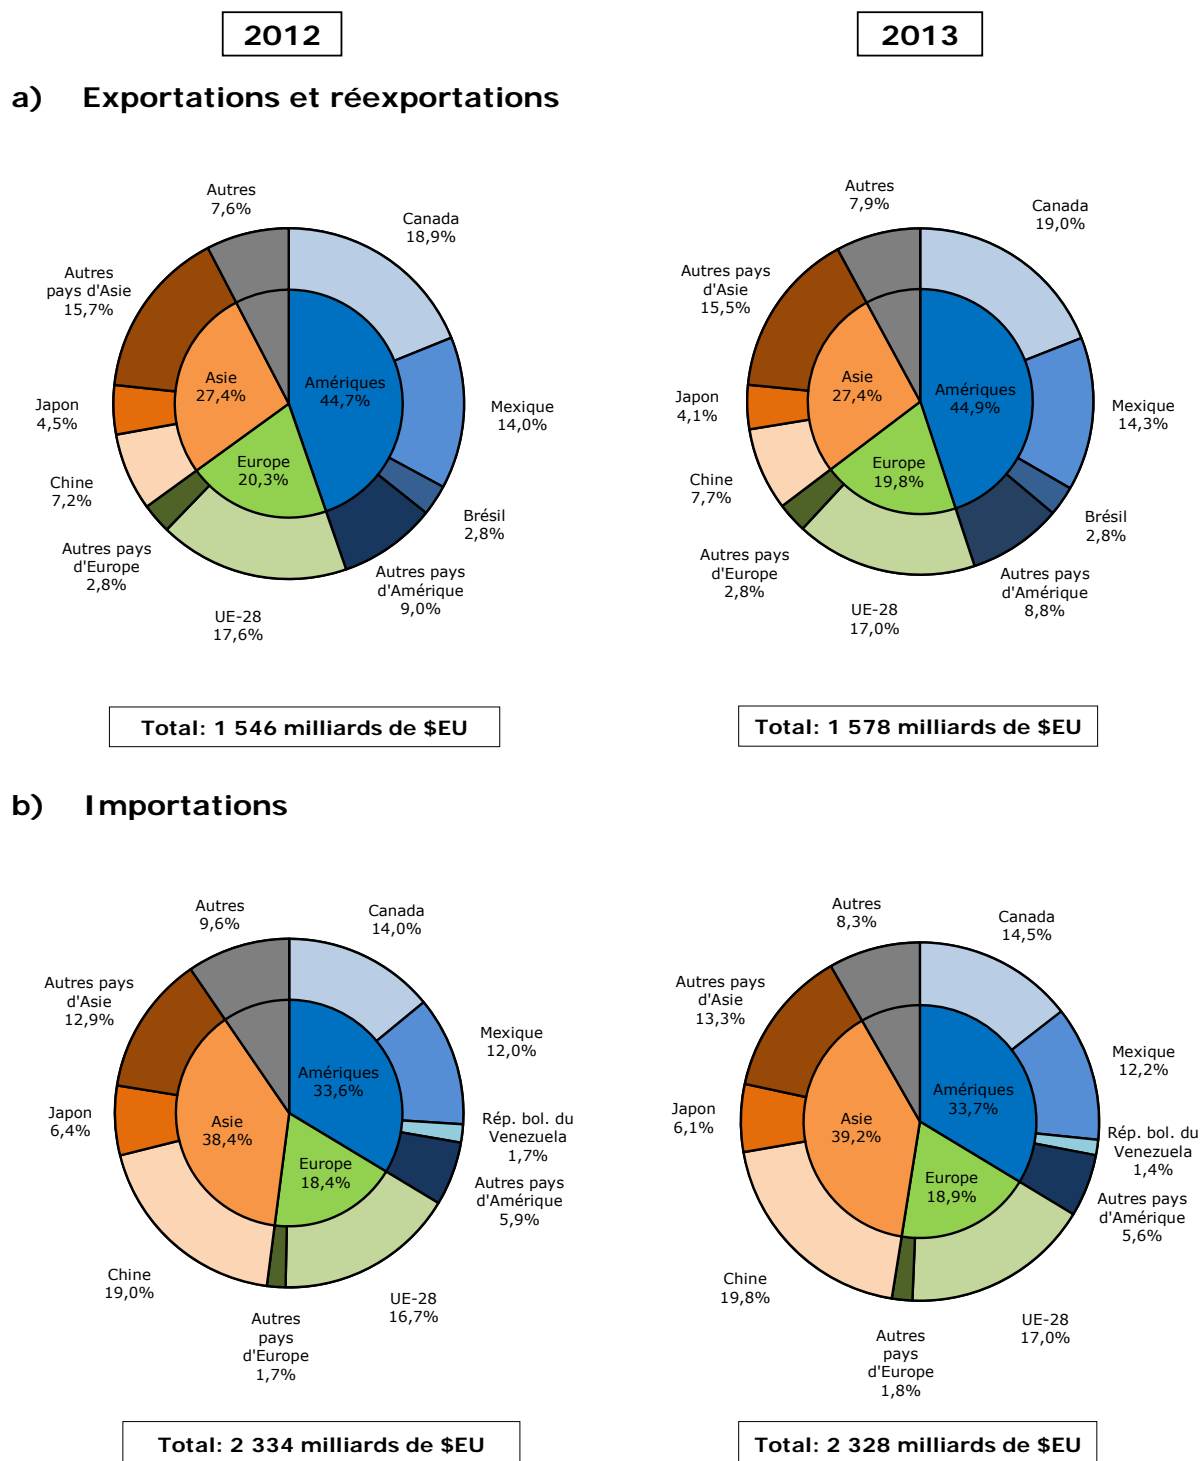 2012
2013
a) Exportations et réexportations
Autres
7,6%
Canada
18,9%
Autres
pays d'Asie
15,7%
Asie
27,4%
Amériques
44,7%
Japon
4,5%
Mexique
14,0%
Europe
20,3%
Chine
7,2%
Brésil
2,8%
Autres pays
d'Europe
2,8%
Autres pays
d'Amérique
9,0%
UE-28
17,6%
Total: 1 546 milliards de $EU
Autres
7,9%
Canada
19,0%
Autres pays
d'Asie
15,5%
Asie
27,4%
Amériques
44,9%
Japon
4,1%
Mexique
14,3%
Europe
19,8%
Chine
7,7%
Brésil
2,8%
Autres pays
d'Europe
2,8%
Autres pays
d'Amérique
8,8%
UE-28
17,0%
Total: 1 578 milliards de $EU
b) Importations
Autres
9,6%
Canada
14,0%
Autres pays
d'Asie
12,9%
Mexique
12,0%
Amériques
33,6%
Japon
6,4%
Asie
38,4%
Rép. bol. du
Venezuela
1,7%
Europe
18,4%
Autres pays
d'Amérique
5,9%
Chine
19,0%
UE-28
16,7%
Autres
pays
d'Europe
1,7%
Total: 2 334 milliards de $EU
Autres
8,3%
Canada
14,5%
Autres pays
d'Asie
13,3%
Mexique
12,2%
Amériques
33,7%
Japon
6,1%
Asie
39,2%
Rép. bol. du
Venezuela
1,4%
Europe
18,9%
Autres pays
d'Amérique
5,6%
Chine
19,8%
UE-28
17,0%
Autres
pays
d'Europe
1,8%
Total: 2 328 milliards de $EU